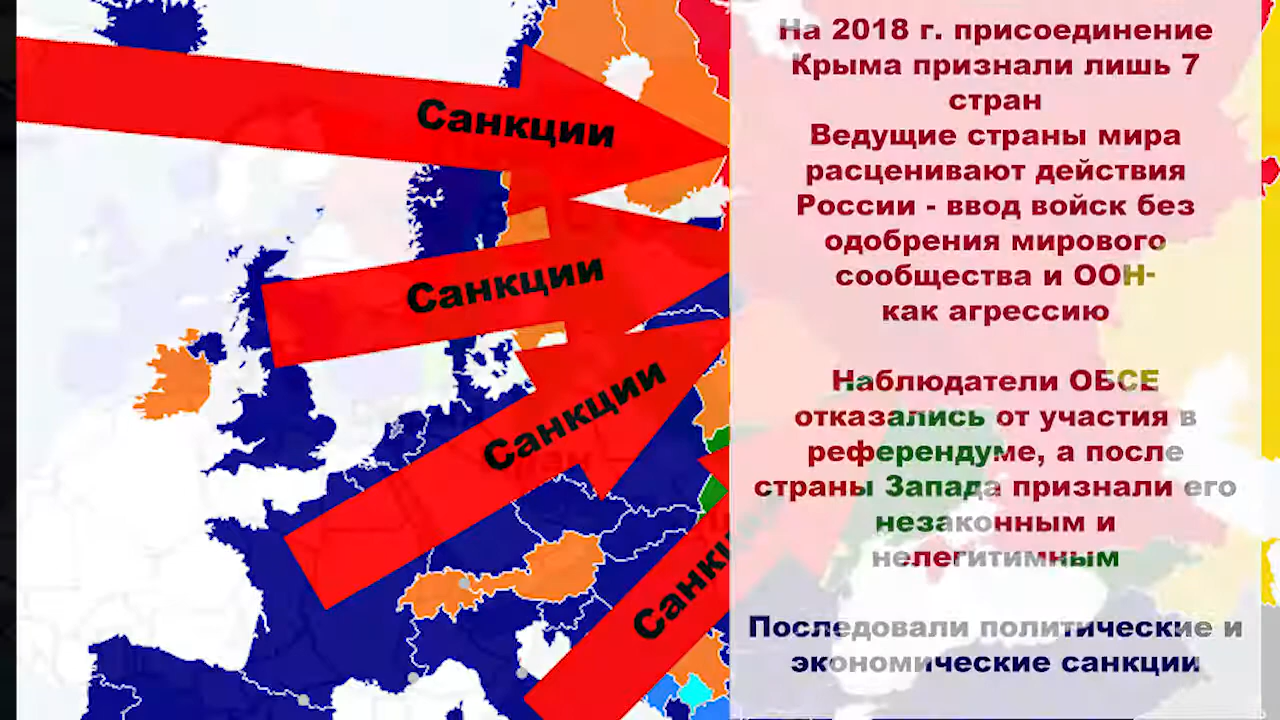 На 2018 г. присоединение
Крыма признали лишь 7
стран
Ведущие страны мира
расценивают действия
России - ввод войск без
одобрения мирового
сообщества и ООН-
как агрессию
Наблюдатели ОБСЕ
отказались от участия в
референдуме, а после
страны Запада признали его
незаконным и
нелегитимным
Последовали политические и
экономические санкции
Санкции
Санкции
Санкции